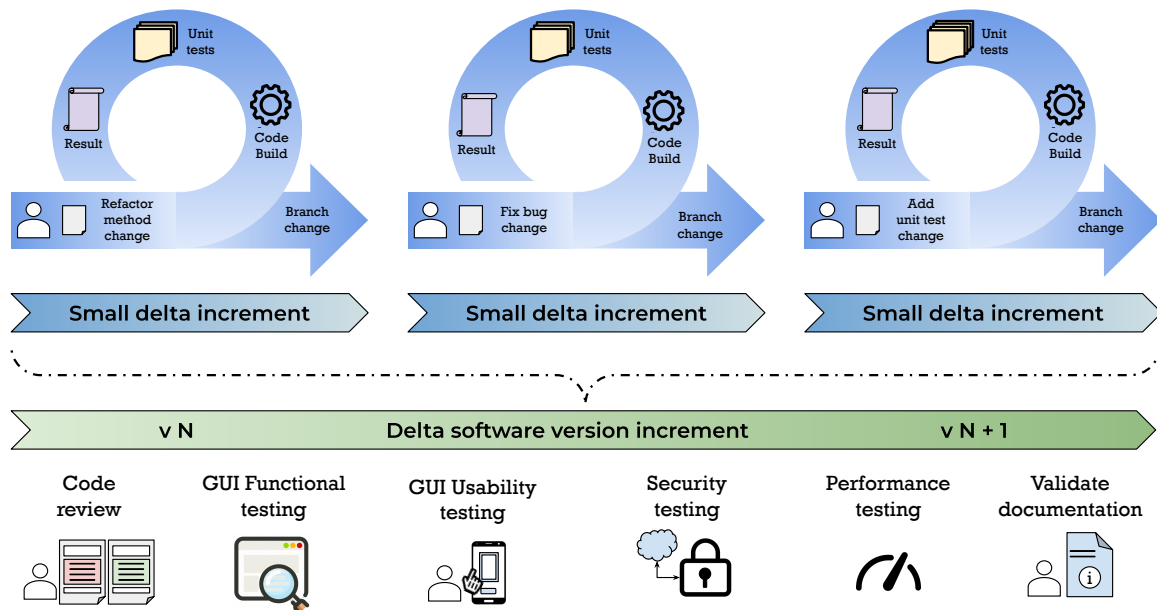 Unit
tests
Result
Code
Build
Refactor
method
change
Branch
change
Unit
tests
Result
Code
Build
Fix bug
change
Branch
change
Unit
tests
Result
Code
Build
Add
unit test
change
Branch
change
Small delta increment
Small delta increment
Small delta increment
v N
Delta software version increment
v N + 1
Code
review
GUI Functional
testing
GUI Usability
testing
Security
testing
Performance
testing
Validate
documentation